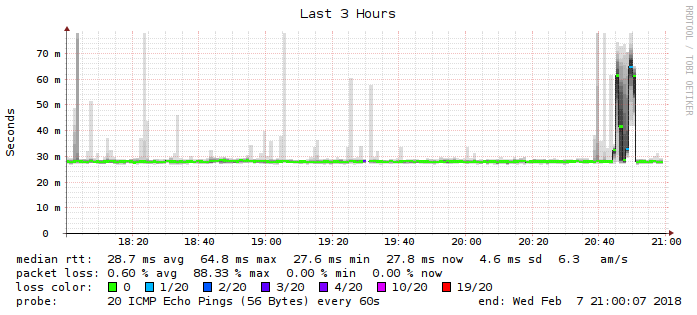 Last 3 Hours
RRDTOOL / TOBI OETIKER
Seconds
70 m
60 m
50 m
40 m
30 m
20 m
10 m
0
18:20 18:40 19:00 19:20 19:40 20:00 20:20 20:40 21:00
median rtt: 28.7 ms avg 64.8 ms max 27.6 ms min 27.8 ms now 4.6 ms sd 6.3 am/s
packet loss: 0.60 % avg 88.33 % max 0.00 % min 0.00 % now
loss color: 0 1/20 2/20 3/20 4/20 10/20 19/20
probe: 20 ICMP Echo Pings (56 Bytes) every 60s end: Wed Feb 7 21:00:07 2018